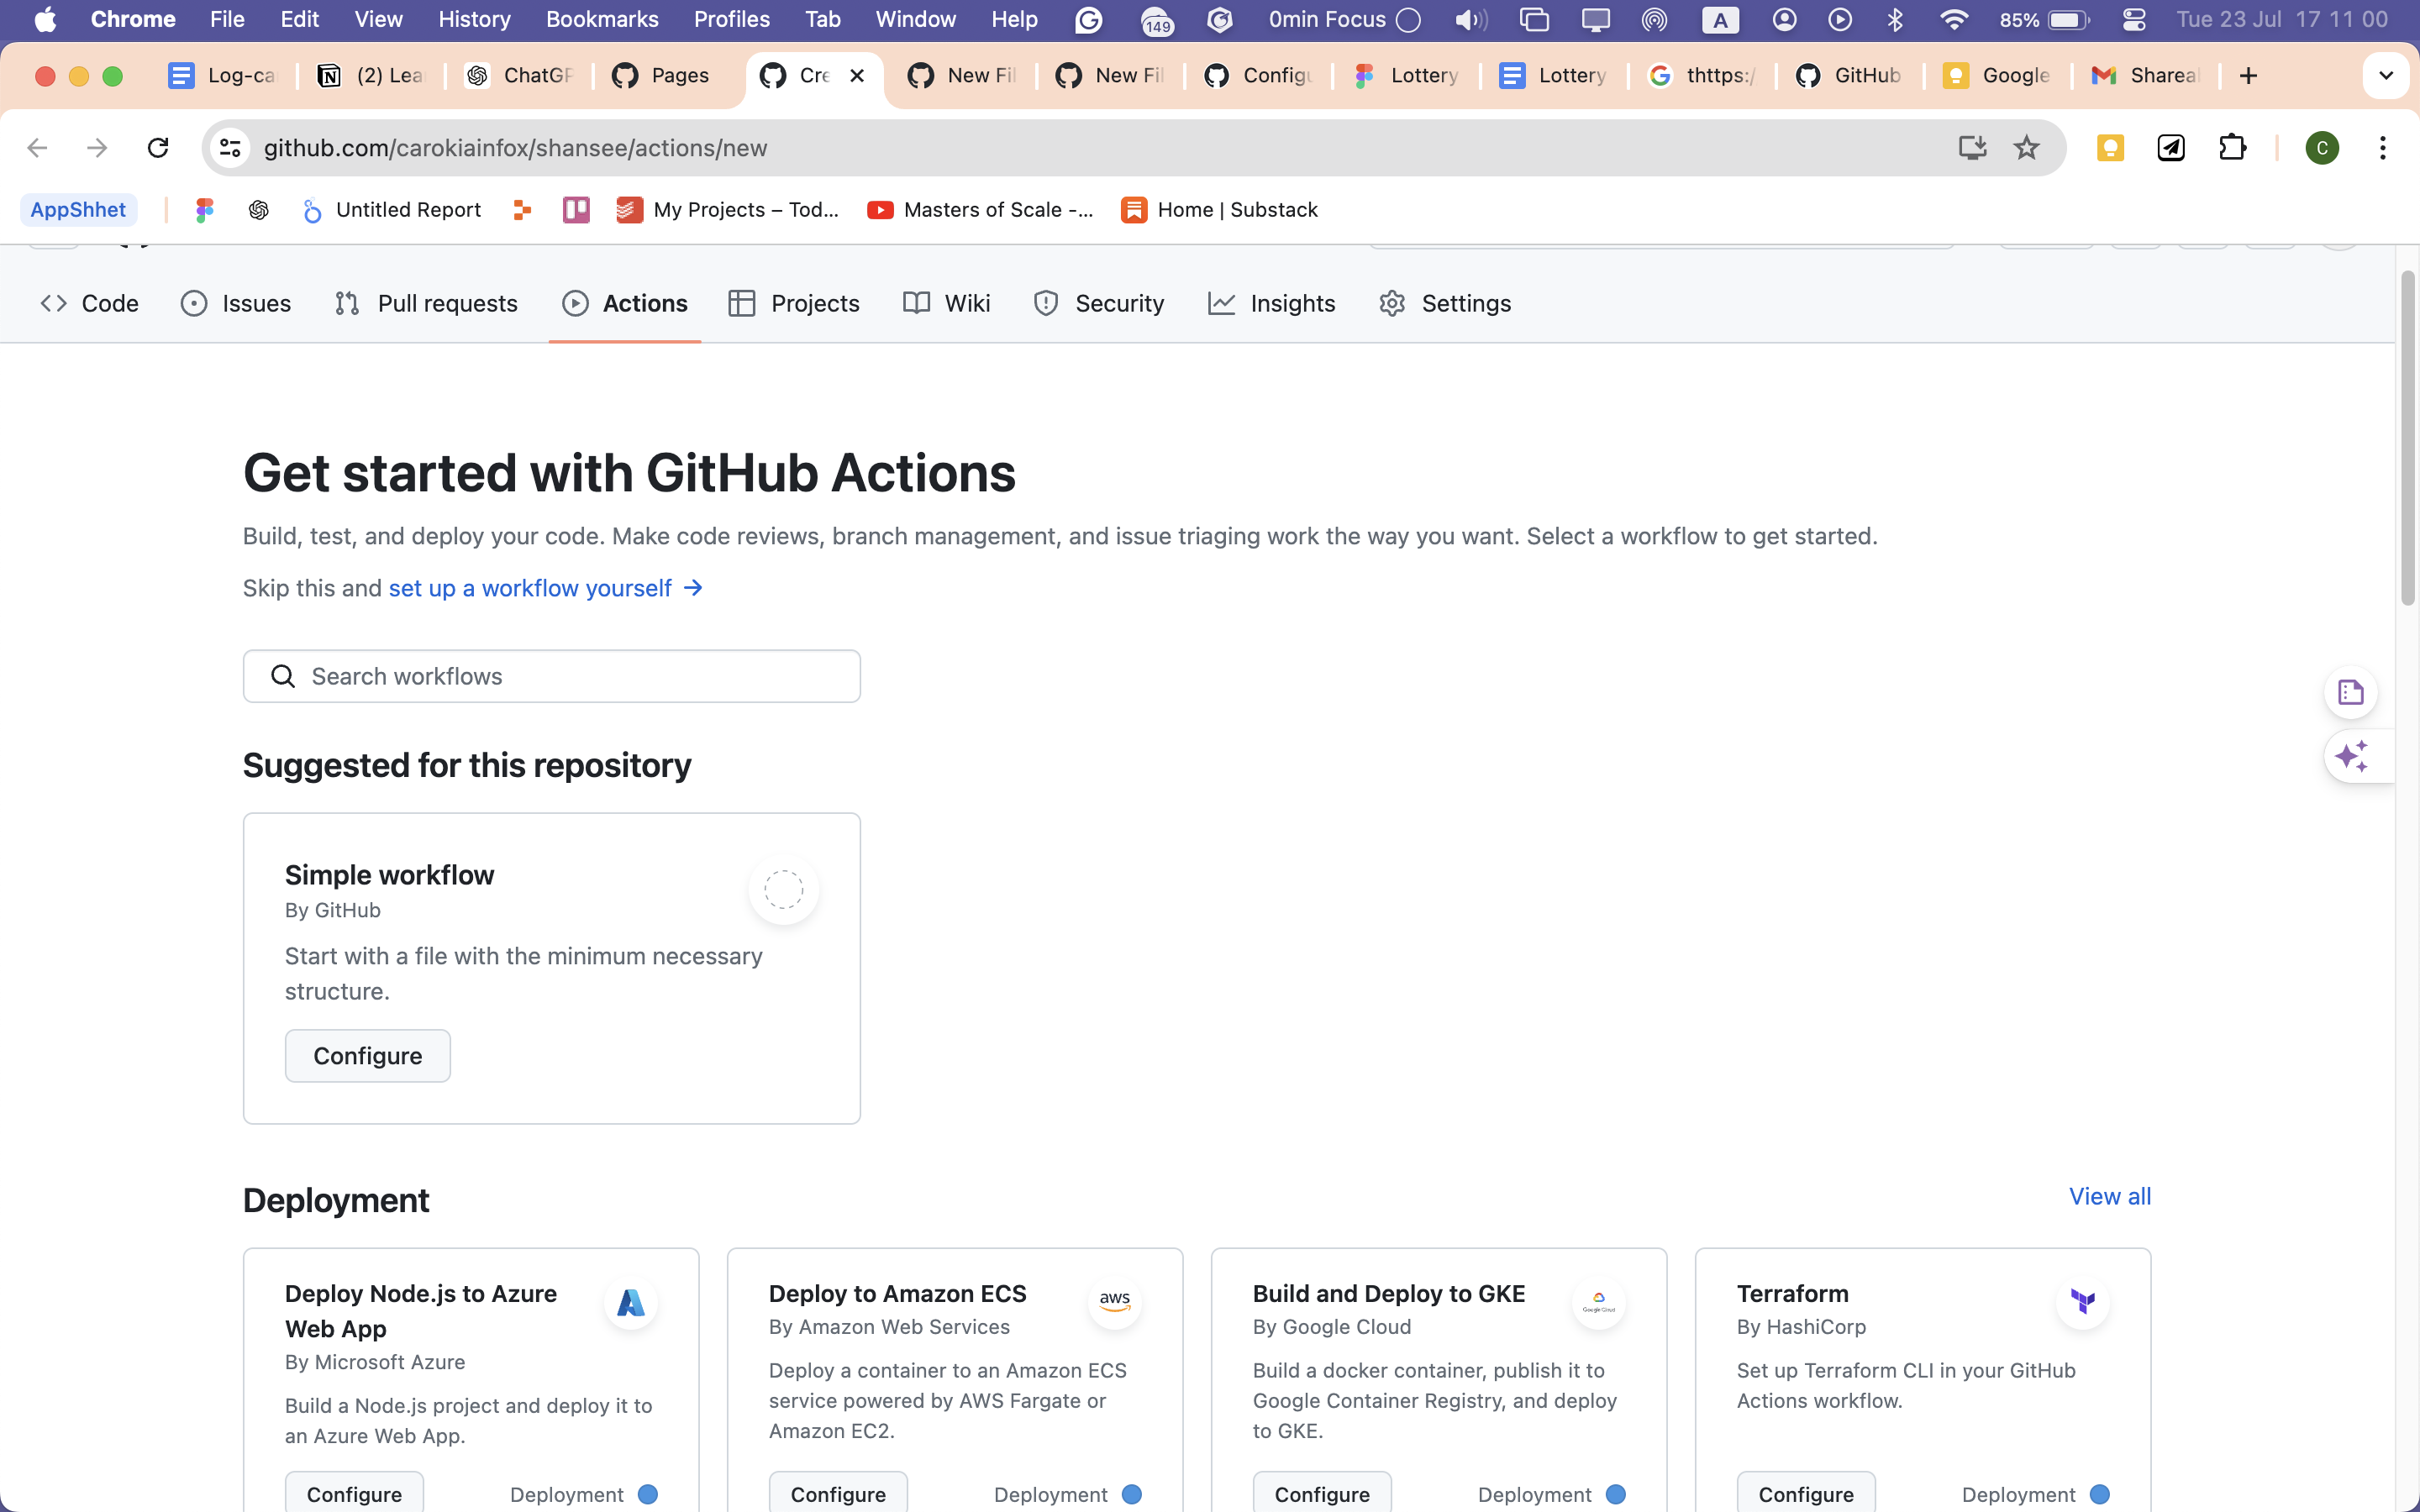 Chrome File Edit View History Bookmarks Profiles Tab Window Help 149 0min Focus A 85% Tue 23 Jul 17 11 00
Log-ca (2) Lea ChatGP Pages Cre New Fil New Fil Configu Lottery Lottery thttps:/ GitHub Google Shareal
github.com/carokiainfox/shansee/actions/new C
AppShhet Untitled Report My Projects – Tod... Masters of Scale -... Home | Substack
Code Issues Pull requests Actions Projects Wiki Security Insights Settings
Get started with GitHub Actions
Build, test, and deploy your code. Make code reviews, branch management, and issue triaging work the way you want. Select a workflow to get started.
Skip this and set up a workflow yourself →
Search workflows
Suggested for this repository
Simple workflow
By GitHub
Start with a file with the minimum necessary
structure.
Configure
Deployment View all
Deploy Node.js to Azure
Web App
By Microsoft Azure
Build a Node.js project and deploy it to
an Azure Web App.
Configure Deployment
Deploy to Amazon ECS
aws
By Amazon Web Services
Deploy a container to an Amazon ECS
service powered by AWS Fargate or
Amazon EC2.
Configure Deployment
Build and Deploy to GKE
Google Cloud
By Google Cloud
Build a docker container, publish it to
Google Container Registry, and deploy
to GKE.
Configure Deployment
Terraform
By HashiCorp
Set up Terraform CLI in your GitHub
Actions workflow.
Configure Deployment